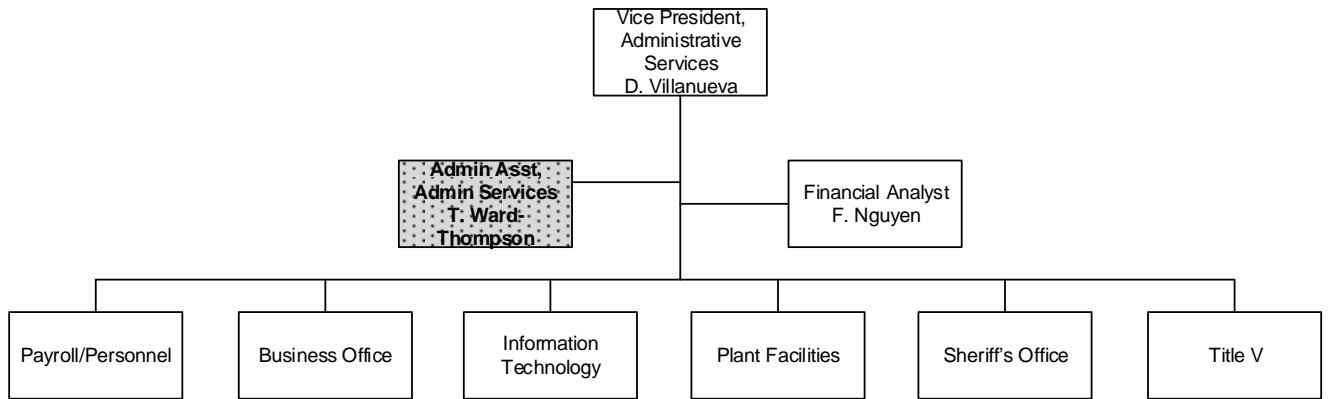 Vice President,
Administrative
Services
D. Villanueva
Admin Asst,
Admin Services
T. Ward-
Thompson
Financial Analyst
F. Nguyen
Payroll/Personnel
Business Office
Information
Technology
Plant Facilities
Sheriff's Office
Title V